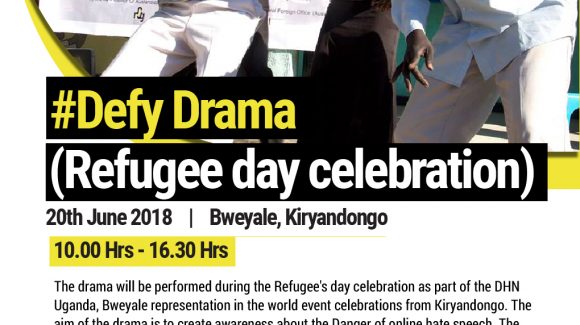 #Defy Drama
(Refugee day celebration)
20th June 2018 | Bweyale, Kiryandongo
10.00 Hrs - 16.30 Hrs
The drama will be performed during the Refugee's day celebration as part of the DHN
Uganda, Bweyale representation in the world event celebrations from Kiryandongo. The
aim of the drama is to create awareness about the Danger of online hate speech. The